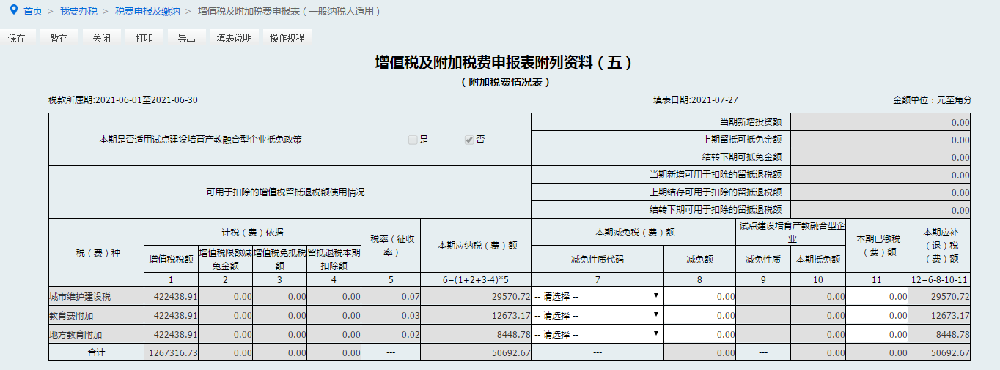 首页 > 我要办税 > 税费申报及缴纳 > 增值税及附加税费申报表（一般纳税人适用）
保存 暂存 关闭 打印 导出 填表说明 操作规程
增值税及附加税费申报表附列资料（五）
（附加税费情况表）
税款所属期:2021-06-01至2021-06-30 填表日期:2021-07-27 金额单位：元至角分
本期是否适用试点建设培育产教融合型企业抵免政策 是 否
当期新增投资额 0.00
上期留抵可抵免金额 0.00
结转下期可抵免金额 0.00
可用于扣除的增值税留抵退税额使用情况
当期新增可用于扣除的留抵退税额 0.00
上期结存可用于扣除的留抵退税额 0.00
结转下期可用于扣除的留抵退税额 0.00
税（费）种
计税（费）依据
增值税税额
增值税限额减
免金额
增值税免抵税
额
留抵退税本期
扣除额
税率（征收
率）
本期应纳税（费）额
本期减免税（费）额
减免性质代码
减免额
试点建设培育产教融合型企
业
减免性质
本期抵免额
本期已缴税
（费）额
本期应补
（退）税
（费）额
1 2 3 4 5 6=(1+2+3-4)*5 7 8 9 10 11 12=6-8-10-11
城市维护建设税 422438.91 0.00 0.00 0.00 0.07 29570.72 -- 请选择 -- 0.00 0.00 0.00 29570.72
教育费附加 422438.91 0.00 0.00 0.00 0.03 12673.17 -- 请选择 -- 0.00 0.00 0.00 12673.17
地方教育附加 422438.91 0.00 0.00 0.00 0.02 8448.78 -- 请选择 -- 0.00 0.00 0.00 8448.78
合计 1267316.73 0.00 0.00 0.00 --- 50692.67 --- 0.00 --- 0.00 0.00 50692.67